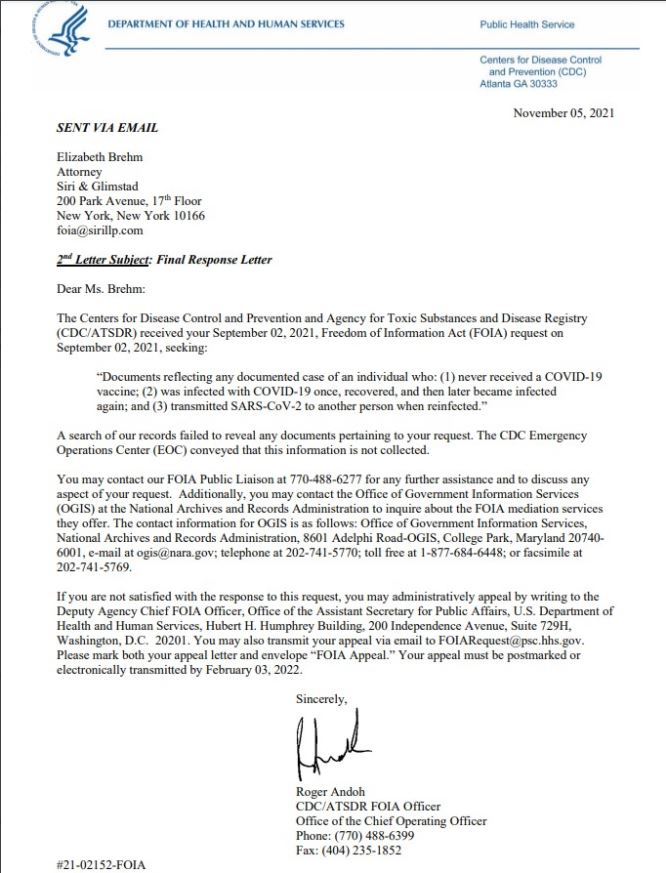 DEPARTMENT OF HEALTH AND HUMAN SERVICES
Public Health Service
Centers for Disease Control
and Prevention (CDC)
Atlanta GA 30333
November 05, 2021
SENT VIA EMAIL
Elizabeth Brehm
Attorney
Siri & Glimstad
200 Park Avenue, 17th Floor
New York, New York 10166
foia@sirillp.com
2nd Letter Subject: Final Response Letter
Dear Ms. Brehm:
The Centers for Disease Control and Prevention and Agency for Toxic Substances and Disease Registry
(CDC/ATSDR) received your September 02, 2021, Freedom of Information Act (FOIA) request on
September 02, 2021, seeking:
“Documents reflecting any documented case of an individual who: (1) never received a COVID-19
vaccine; (2) was infected with COVID-19 once, recovered, and then later became infected
again; and (3) transmitted SARS-CoV-2 to another person when reinfected.”
A search of our records failed to reveal any documents pertaining to your request. The CDC Emergency
Operations Center (EOC) conveyed that this information is not collected.
You may contact our FOIA Public Liaison at 770-488-6277 for any further assistance and to discuss any
aspect of your request. Additionally, you may contact the Office of Government Information Services
(OGIS) at the National Archives and Records Administration to inquire about the FOIA mediation services
they offer. The contact information for OGIS is as follows: Office of Government Information Services,
National Archives and Records Administration, 8601 Adelphi Road-OGIS, College Park, Maryland 20740-
6001, e-mail at ogis@nara.gov; telephone at 202-741-5770; toll free at 1-877-684-6448; or facsimile at
202-741-5769.
If you are not satisfied with the response to this request, you may administratively appeal by writing to the
Deputy Agency Chief FOIA Officer, Office of the Assistant Secretary for Public Affairs, U.S. Department of
Health and Human Services, Hubert H. Humphrey Building, 200 Independence Avenue, Suite 729H,
Washington, D.C. 20201. You may also transmit your appeal via email to FOIARequest@psc.hhs.gov.
Please mark both your appeal letter and envelope “FOIA Appeal.” Your appeal must be postmarked or
electronically transmitted by February 03, 2022.
Sincerely,
Roger Andoh
CDC/ATSDR FOIA Officer
Office of the Chief Operating Officer
Phone: (770) 488-6399
Fax: (404) 235-1852
#21-02152-FOIA